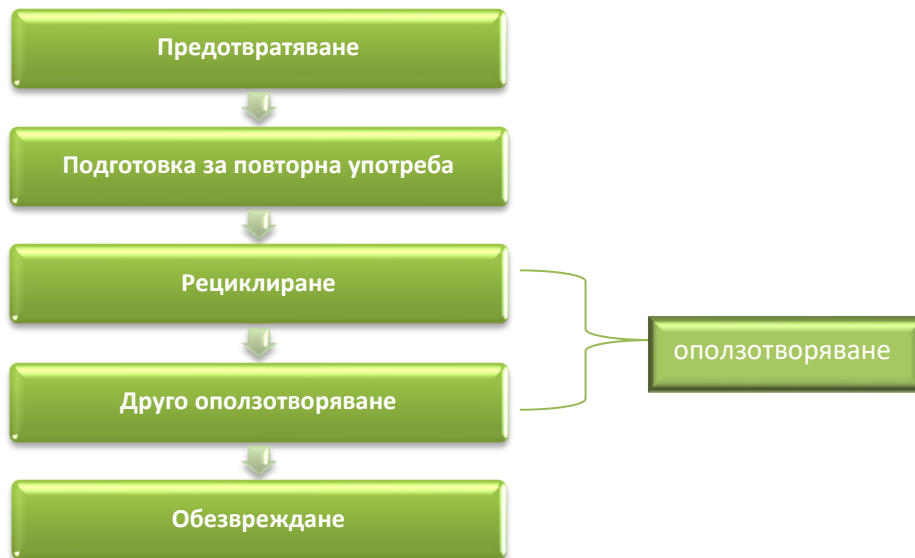 Предотвратяване
Подготовка за повторна употреба
Рециклиране
оползотворяване
Друго оползотворяване
Обезвреждане